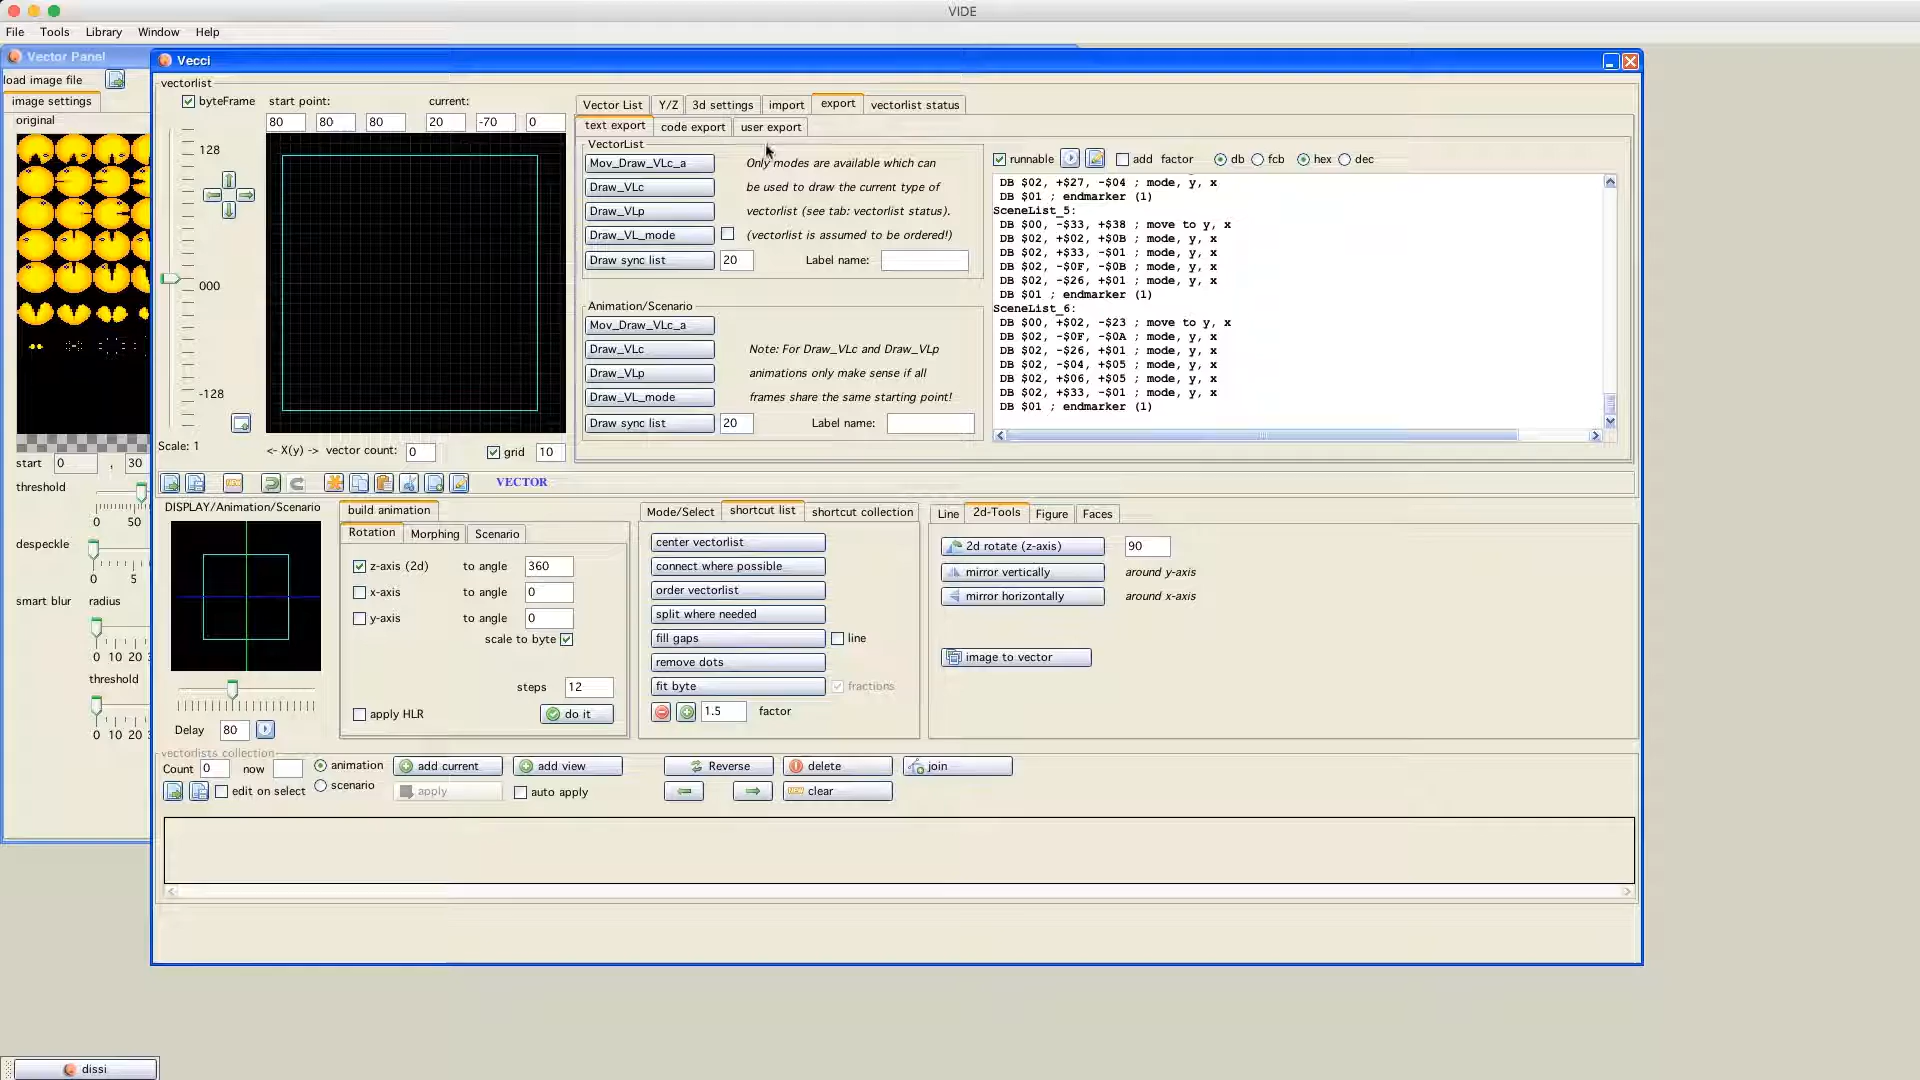 VIDE
File Tools Library Window Help
Vector Panel
load image file
image settings
original
start 0 , 30
threshold
0 50
despeckle
0 5
smart blur radius
0 10 20 30
threshold
0 10 20 30
Vecci
vectorlist
byteFrame start point: current:
80 80 80 20 -70 0
128
000
-128
Scale: 1
<- X(y) -> vector count: 0 grid 10
Vector List Y/Z 3d settings import export vectorlist status
text export code export user export
VectorList
Mov_Draw_VLc_a Only modes are available which can
Draw_VLc be used to draw the current type of
Draw_VLp vectorlist (see tab: vectorlist status).
Draw_VL_mode (vectorlist is assumed to be ordered!)
Draw sync list 20 Label name:
Animation/Scenario
Mov_Draw_VLc_a
Draw_VLc Note: For Draw_VLc and Draw_VLp
Draw_VLp animations only make sense if all
Draw_VL_mode frames share the same starting point!
Draw sync list 20 Label name:
runnable add factor db fcb hex dec
DB $02, +$27, -$04 ; mode, y, x
DB $01 ; endmarker (1)
SceneList_5:
DB $00, -$33, +$38 ; move to y, x
DB $02, +$02, +$0B ; mode, y, x
DB $02, +$33, -$01 ; mode, y, x
DB $02, -$0F, -$0B ; mode, y, x
DB $02, -$26, +$01 ; mode, y, x
DB $01 ; endmarker (1)
SceneList_6:
DB $00, +$02, -$23 ; move to y, x
DB $02, -$0F, -$0A ; mode, y, x
DB $02, -$26, +$01 ; mode, y, x
DB $02, -$04, +$05 ; mode, y, x
DB $02, +$06, +$05 ; mode, y, x
DB $02, +$33, -$01 ; mode, y, x
DB $01 ; endmarker (1)
VECTOR
DISPLAY/Animation/Scenario
Delay 80
build animation
Rotation Morphing Scenario
z-axis (2d) to angle 360
x-axis to angle 0
y-axis to angle 0
scale to byte
steps 12
apply HLR do it
Mode/Select shortcut list shortcut collection
center vectorlist
connect where possible
order vectorlist
split where needed
fill gaps line
remove dots
fit byte fractions
1.5 factor
Line 2d-Tools Figure Faces
2d rotate (z-axis) 90
mirror vertically around y-axis
mirror horizontally around x-axis
image to vector
vectorlists collection
Count 0 now animation add current add view Reverse delete join
edit on select scenario apply auto apply clear
dissi